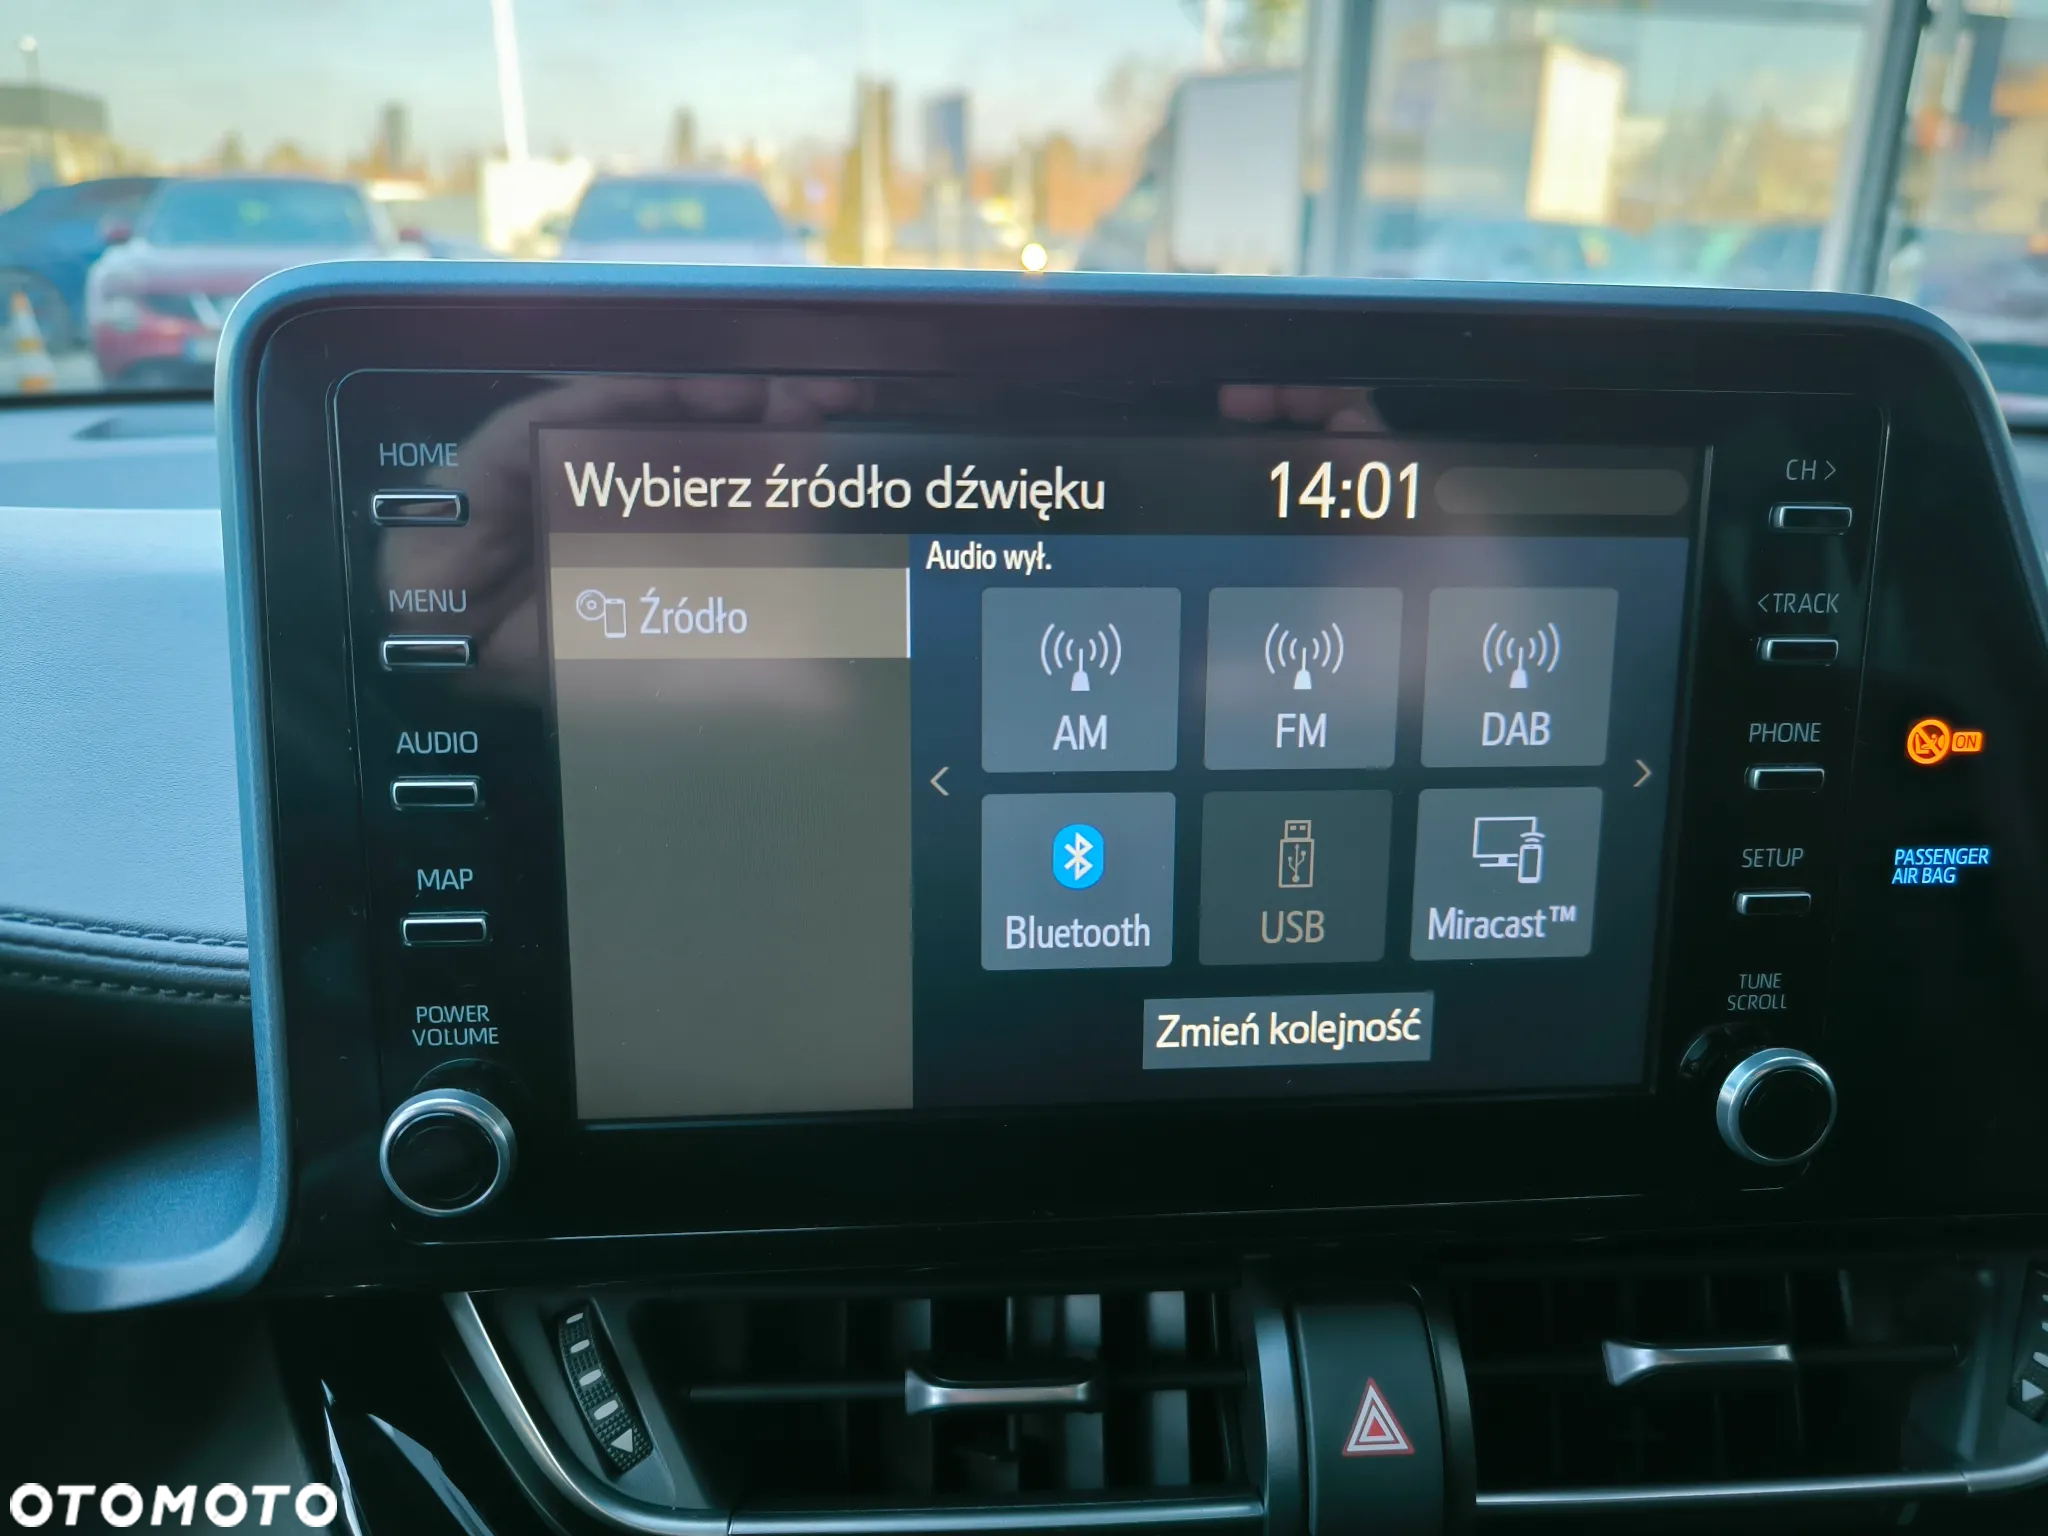 HOME
MENU
AUDIO
MAP
POWER
VOLUME
Wybierz źródło dźwięku 14:01
Źródło
Audio wył.
AM FM DAB
< >
Bluetooth USB Miracast™
Zmień kolejność
CH >
< TRACK
PHONE
SETUP
TUNE
SCROLL
ON
PASSENGER
AIR BAG
OTOMOTO